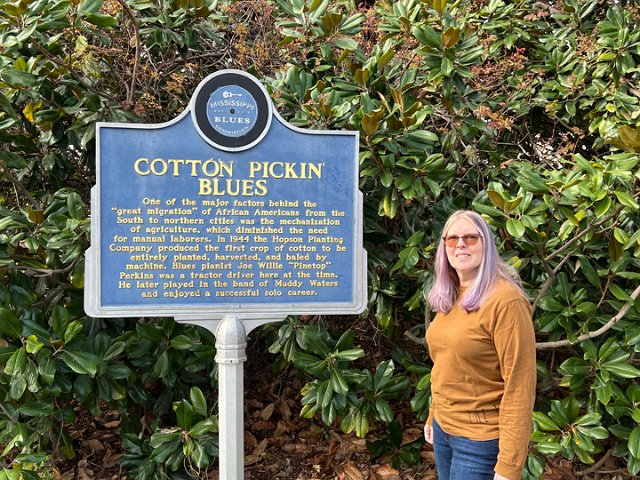 MISSISSIPPI
BLUES
COMMISSION
COTTON PICKIN'
BLUES
One of the major factors behind the
"great migration" of African Americans from the
South to northern cities was the mechanization
of agriculture, which diminished the need
for manual laborers. In 1944 the Hopson Planting
Company produced the first crop of cotton to be
entirely planted, harvested, and baled by
machine. Blues pianist Joe Willie "Pinetop"
Perkins was a tractor driver here at the time.
He later played in the band of Muddy Waters
and enjoyed a successful solo career.